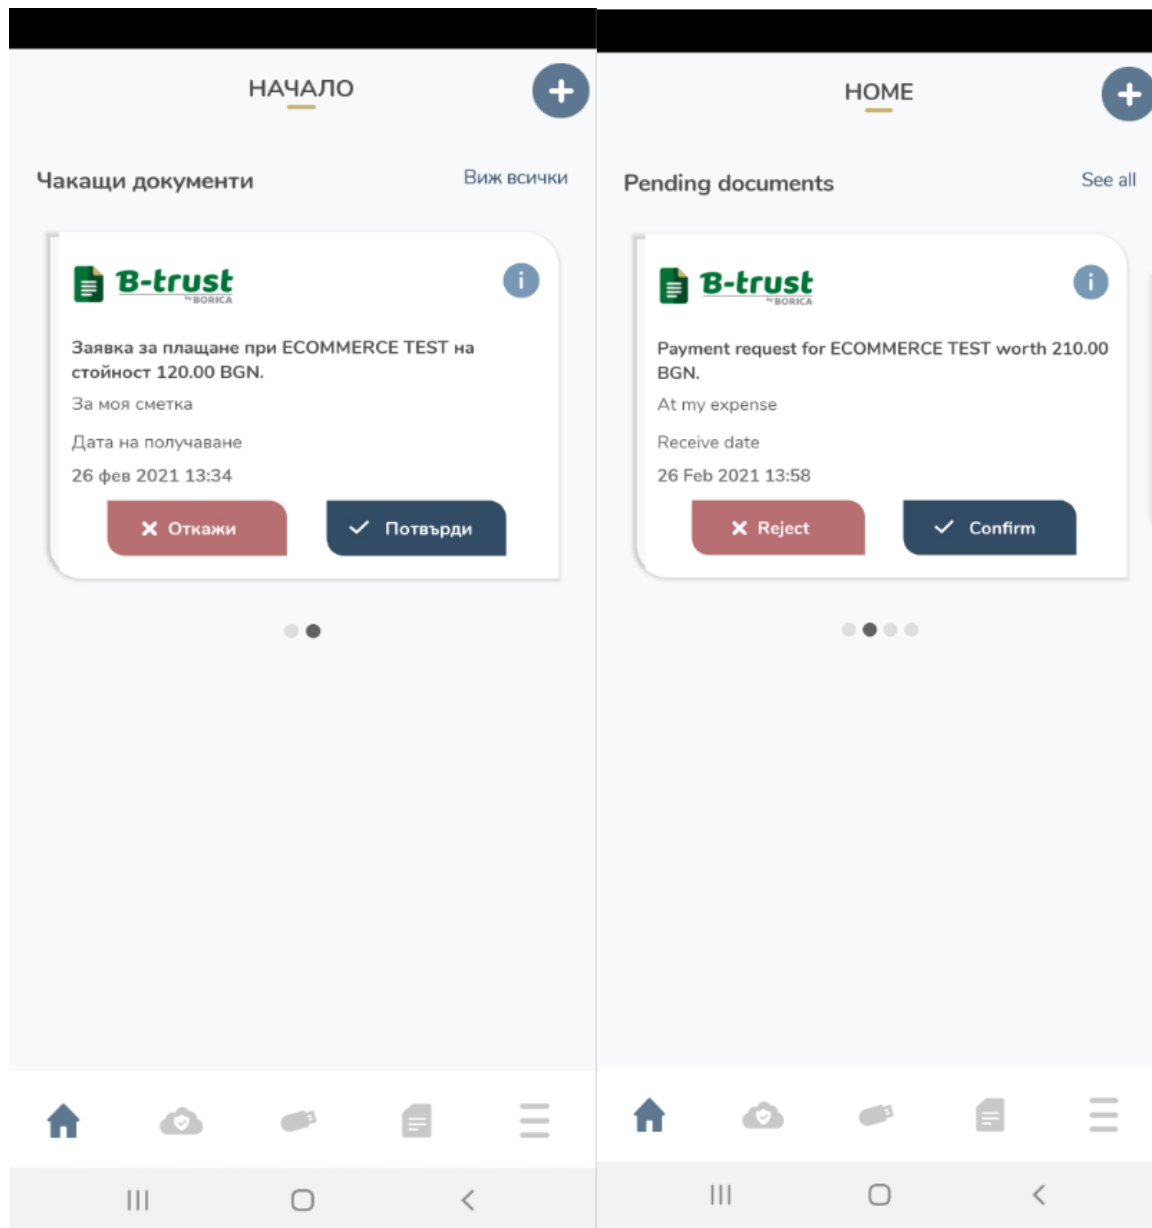 НАЧАЛО
Чакащи документи
Виж всички
B-trust
by BORICA
Заявка за плащане при ECOMMERCE TEST на
стойност 120.00 BGN.
За моя сметка
Дата на получаване
26 фев 2021 13:34
Откажи
Потвърди
HOME
Pending documents
See all
B-trust
by BORICA
Payment request for ECOMMERCE TEST worth 210.00
BGN.
At my expense
Receive date
26 Feb 2021 13:58
Reject
Confirm